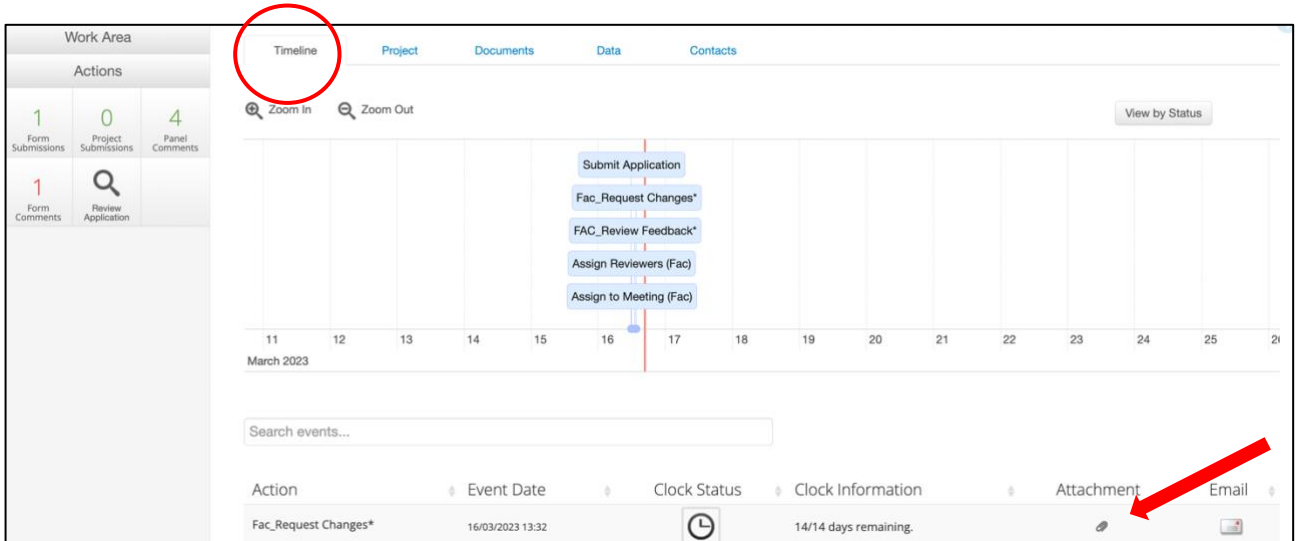 Work Area
Actions
1 0 4
Form Submissions Project Submissions Panel Comments
1
Form Comments Review Application
Timeline Project Documents Data Contacts
Zoom In Zoom Out View by Status
Submit Application
Fac_Request Changes*
FAC_Review Feedback*
Assign Reviewers (Fac)
Assign to Meeting (Fac)
11 12 13 14 15 16 17 18 19 20 21 22 23 24 25
March 2023
Search events...
Action Event Date Clock Status Clock Information Attachment Email
Fac_Request Changes* 16/03/2023 13:32 14/14 days remaining.